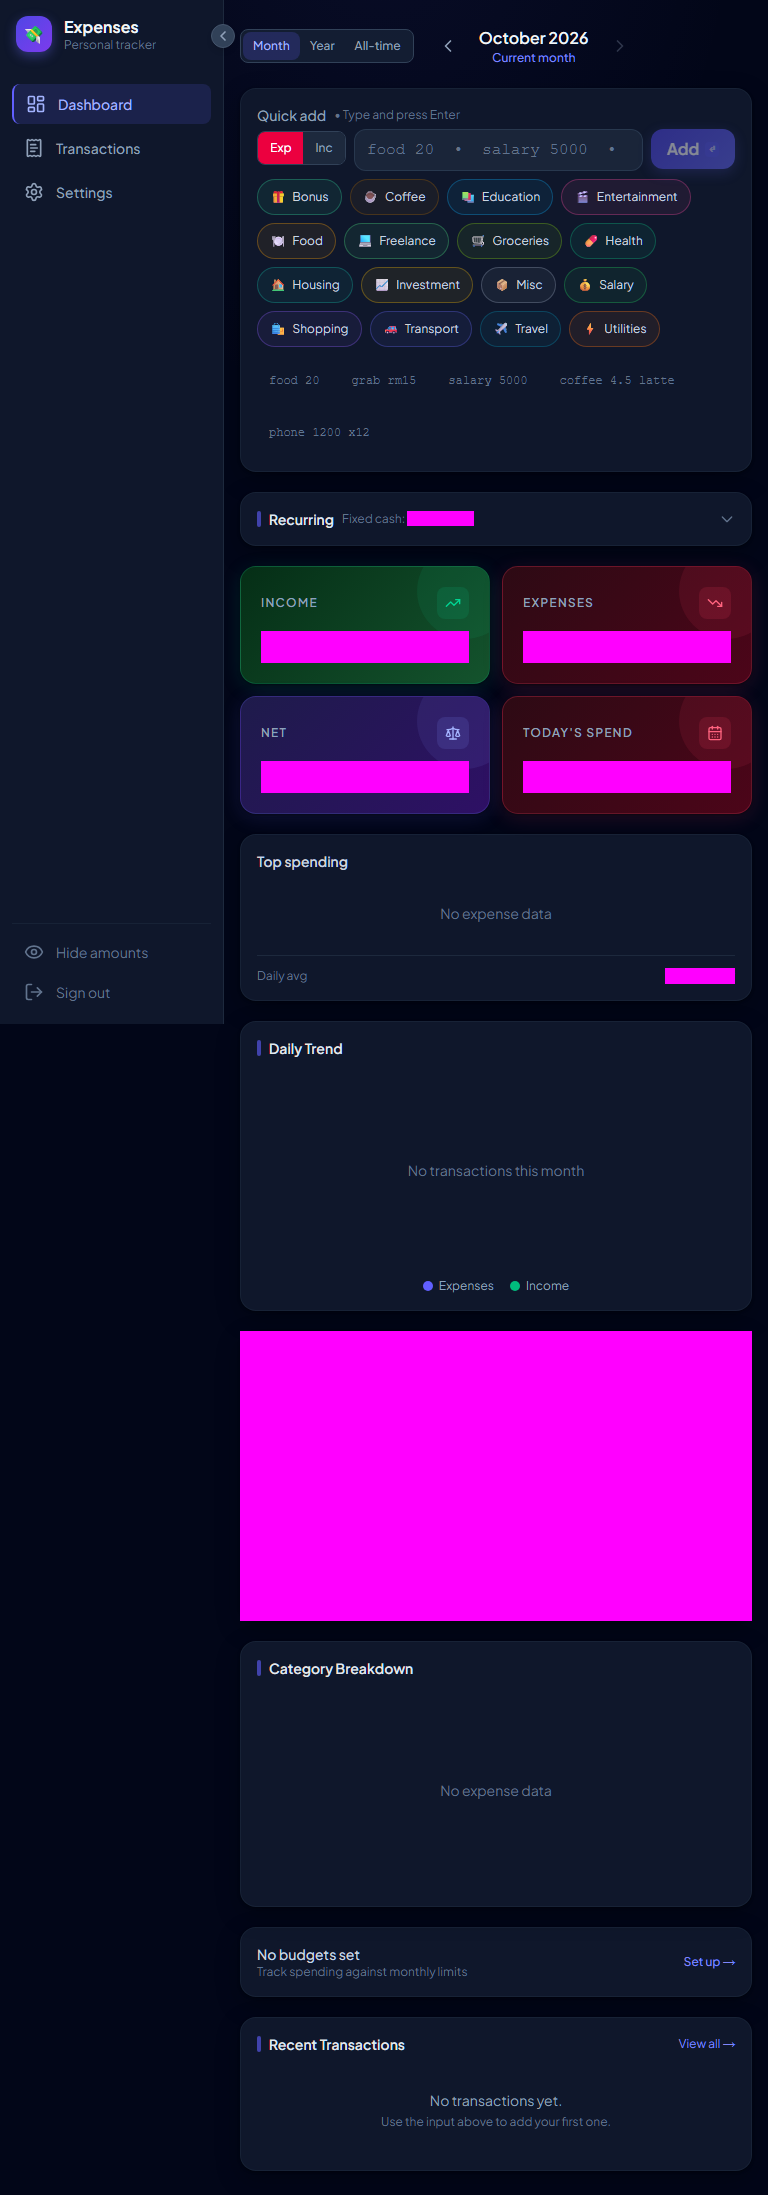 Expenses
Personal tracker
Dashboard
Transactions
Settings
Hide amounts
Sign out
Month Year All-time
October 2026
Current month
Quick add • Type and press Enter
Exp Inc food 20 • salary 5000 • Add
Bonus Coffee Education Entertainment
Food Freelance Groceries Health
Housing Investment Misc Salary
Shopping Transport Travel Utilities
food 20 grab rm15 salary 5000 coffee 4.5 latte
phone 1200 x12
Recurring Fixed cash:
INCOME
EXPENSES
NET
TODAY'S SPEND
Top spending
No expense data
Daily avg
Daily Trend
No transactions this month
Expenses Income
Category Breakdown
No expense data
No budgets set
Track spending against monthly limits
Set up →
Recent Transactions
View all →
No transactions yet.
Use the input above to add your first one.